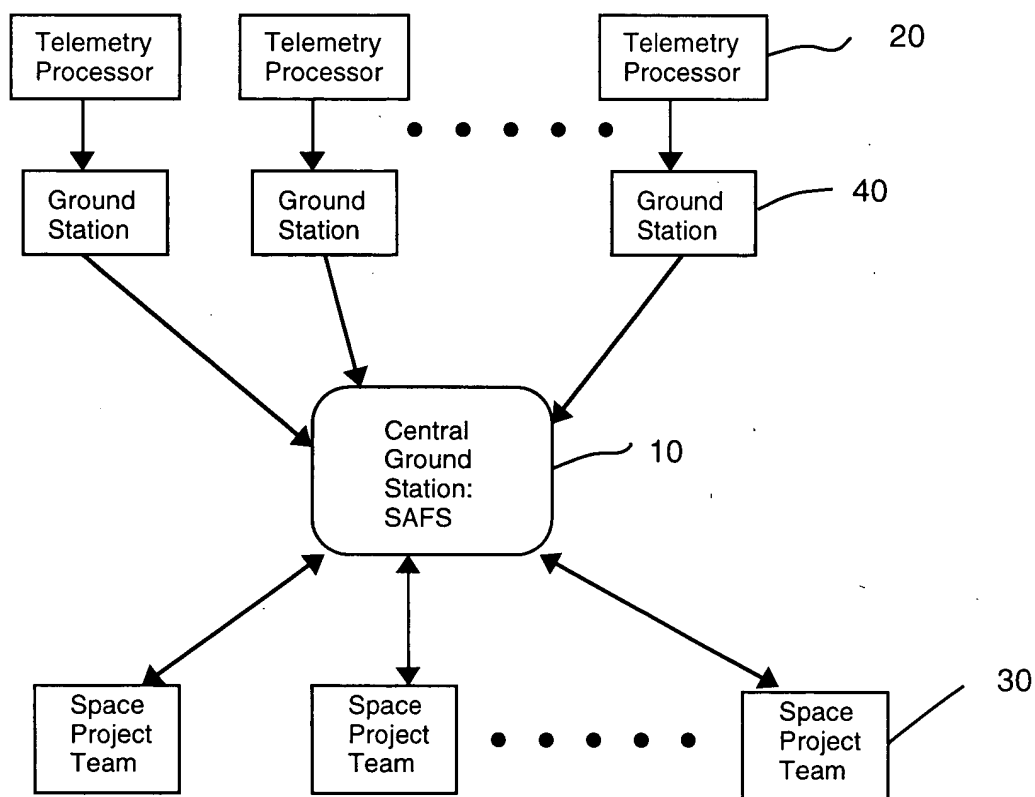 Telemetry
Processor
Telemetry
Processor
Telemetry
Processor
20
Ground
Station
Ground
Station
Ground
Station
40
Central
Ground
Station:
SAFS
10
Space
Project
Team
Space
Project
Team
Space
Project
Team
30